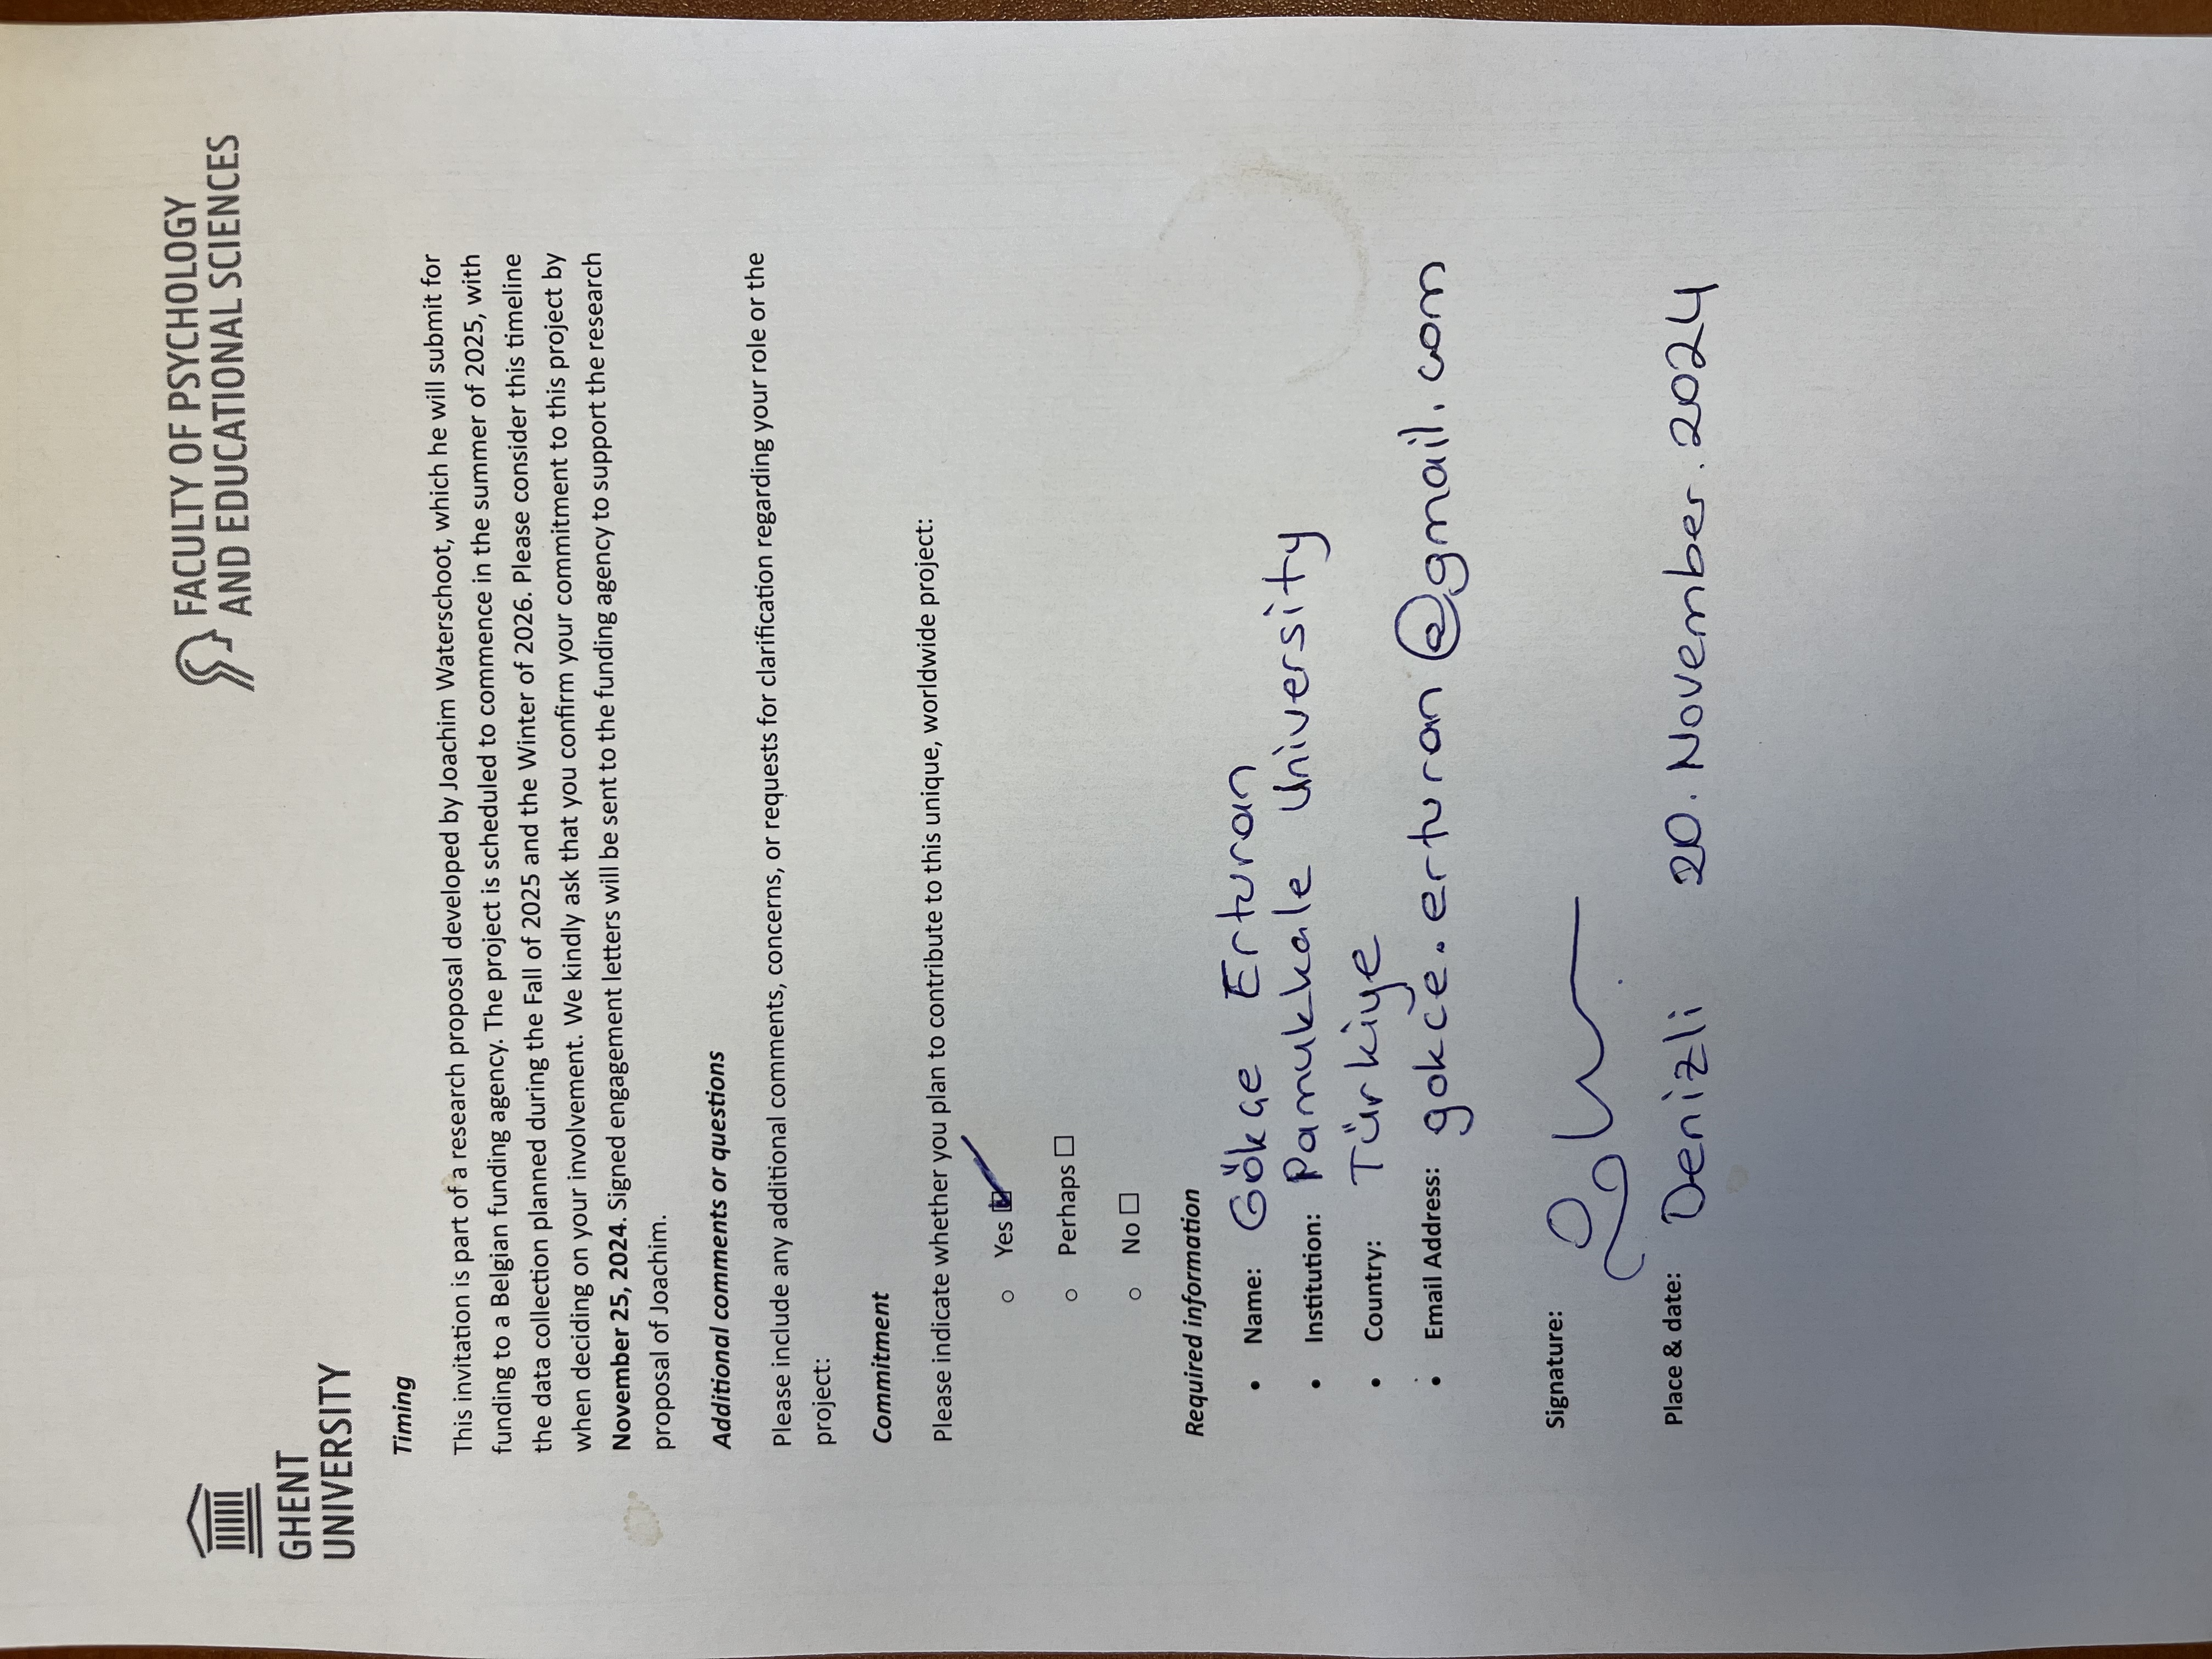 GHENT
UNIVERSITY
FACULTY OF PSYCHOLOGY
AND EDUCATIONAL SCIENCES
Timing
This invitation is part of a research proposal developed by Joachim Waterschoot, which he will submit for
funding to a Belgian funding agency. The project is scheduled to commence in the summer of 2025, with
the data collection planned during the Fall of 2025 and the Winter of 2026. Please consider this timeline
when deciding on your involvement. We kindly ask that you confirm your commitment to this project by
November 25, 2024. Signed engagement letters will be sent to the funding agency to support the research
proposal of Joachim.
Additional comments or questions
Please include any additional comments, concerns, or requests for clarification regarding your role or the
project:
Commitment
Please indicate whether you plan to contribute to this unique, worldwide project:
○ Yes ☑
○ Perhaps ☐
○ No ☐
Required information
• Name: Gökçe Erturan
• Institution: Pamukkale University
• Country: Türkiye
• Email Address: gokce.erturan@gmail.com
Signature:
Place & date: Denizli 20. November. 2024